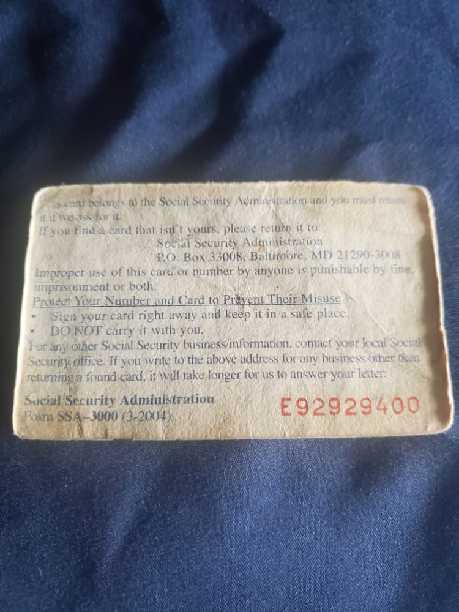 This card belongs to the Social Security Administration and you must return
it if we ask for it.
If you find a card that isn't yours, please return it to:
Social Security Administration
P.O. Box 33008, Baltimore, MD 21290-3008
Improper use of this card or number by anyone is punishable by fine,
imprisonment or both.
Protect Your Number and Card to Prevent Their Misuse
• Sign your card right away and keep it in a safe place.
• DO NOT carry it with you.
For any other Social Security business/information, contact your local Social
Security office. If you write to the above address for any business other than
returning a found card, it will take longer for us to answer your letter.
Social Security Administration
Form SSA-3000 (3-2004)
E92929400